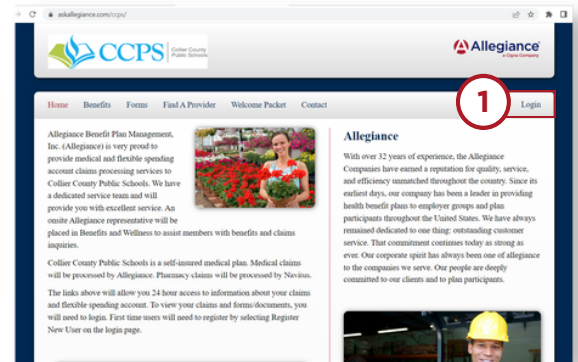 askallegiance.com/ccps/
CCPS Collier County
Public Schools
Allegiance
a Cigna Company
Home Benefits Forms Find A Provider Welcome Packet Contact
1
Login
Allegiance Benefit Plan Management,
Inc. (Allegiance) is very proud to
provide medical and flexible spending
account claims processing services to
Collier County Public Schools. We have
a dedicated service team and will
provide you with excellent service. An
onsite Allegiance representative will be
placed in Benefits and Wellness to assist members with benefits and claims
inquiries.
Collier County Public Schools is a self-insured medical plan. Medical claims
will be processed by Allegiance. Pharmacy claims will be processed by Navitus.
The links above will allow you 24 hour access to information about your claims
and flexible spending account. To view your claims and forms/documents, you
will need to login. First time users will need to register by selecting Register
New User on the login page.
Allegiance
With over 32 years of experience, the Allegiance
Companies have earned a reputation for quality, service,
and efficiency unmatched throughout the country. Since its
earliest days, our company has been a leader in providing
health benefit plans to employer groups and plan
participants throughout the United States. We have always
remained dedicated to one thing: outstanding customer
service. That commitment continues today as strong as
ever. Our corporate spirit has always been one of allegiance
to the companies we serve. Our people are deeply
committed to our clients and to plan participants.